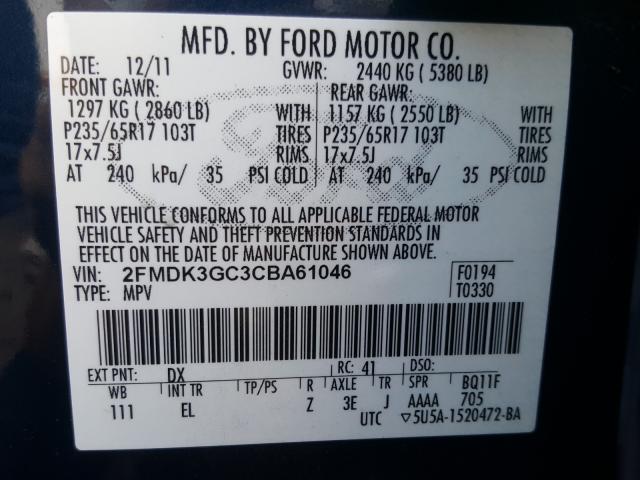 MFD. BY FORD MOTOR CO.
DATE: 12/11 GVWR: 2440 KG ( 5380 LB)
FRONT GAWR: REAR GAWR:
1297 KG ( 2860 LB) WITH 1157 KG ( 2550 LB) WITH
P235/65R17 103T TIRES P235/65R17 103T TIRES
17x7.5J RIMS 17x7.5J RIMS
AT 240 kPa/ 35 PSI COLD AT 240 kPa/ 35 PSI COLD
Ford
THIS VEHICLE CONFORMS TO ALL APPLICABLE FEDERAL MOTOR
VEHICLE SAFETY AND THEFT PREVENTION STANDARDS IN
EFFECT ON THE DATE OF MANUFACTURE SHOWN ABOVE.
VIN: 2FMDK3GC3CBA61046 F0194
TYPE: MPV T0330
EXT PNT: DX RC: 41 DSO:
WB INT TR TP/PS R AXLE TR SPR BQ11F
111 EL Z 3E J AAAA 705
UTC ▽5U5A-1520472-BA